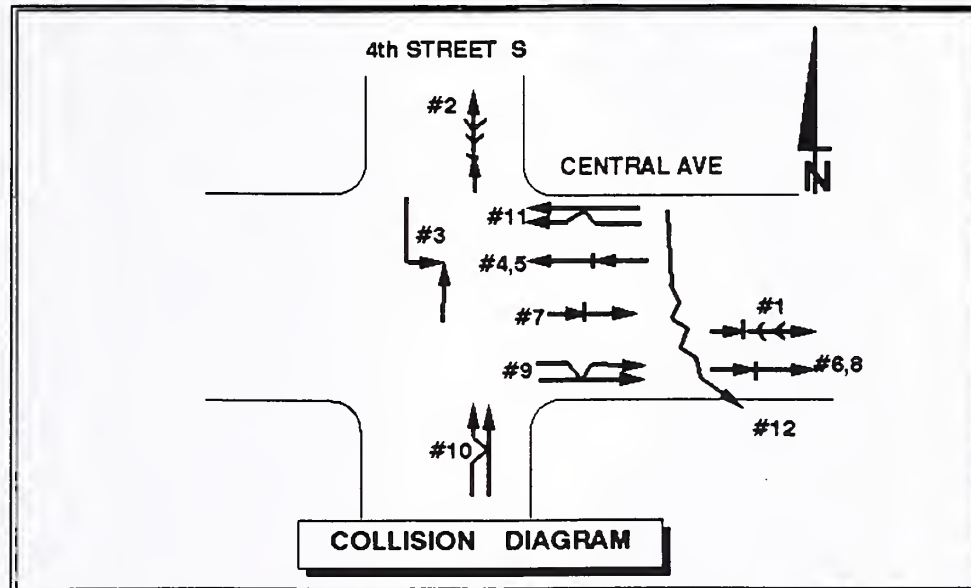 4th STREET S
#2
CENTRAL AVE
N
#11
#3
#4,5
#1
#7
#9
#6,8
#12
#10
COLLISION DIAGRAM